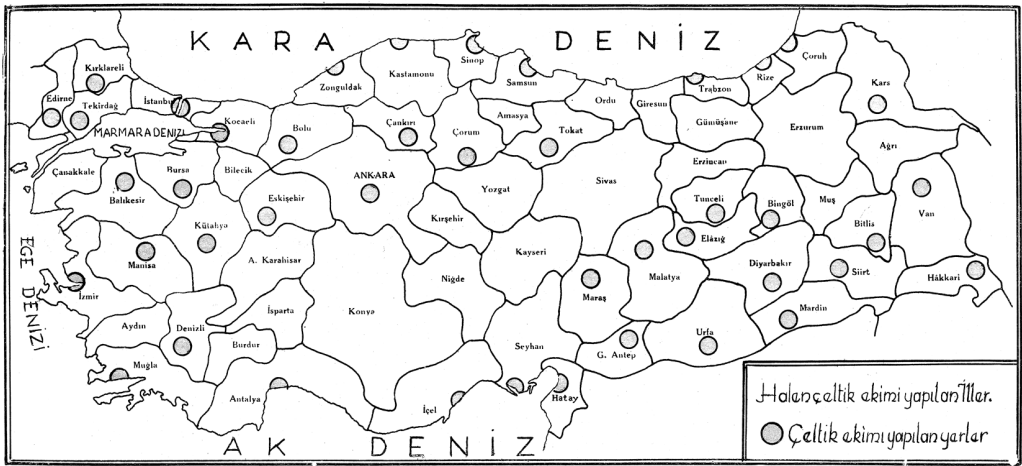 KARA DENİZ
Kırklareli
Edirne
Tekirdağ
İstanbul
MARMARA DENİZİ
Kocaeli
Zonguldak
Kastamonu
Sinop
Samsun
Ordu
Giresun
Trabzon
Rize
Çoruh
Kars
Bolu
Çankırı
Çorum
Amasya
Tokat
Gümüşane
Erzurum
Ağrı
Çanakkale
Balıkesir
Bursa
Bilecik
Eskişehir
ANKARA
Yozgat
Sivas
Erzincan
Tunceli
Bingöl
Muş
Bitlis
Van
Kütahya
Kırşehir
Kayseri
Elâzığ
Malatya
Diyarbakır
Siirt
Hâkkari
EGE DENİZİ
Manisa
A. Karahisar
Niğde
Maraş
Mardin
İzmir
Aydın
Denizli
İsparta
Burdur
Konya
Seyhan
G. Antep
Urfa
Muğla
Antalya
İçel
Hatay
AK DENİZ
Halen çeltik ekimi yapılan İller.
Çeltik ekimi yapılan yerler